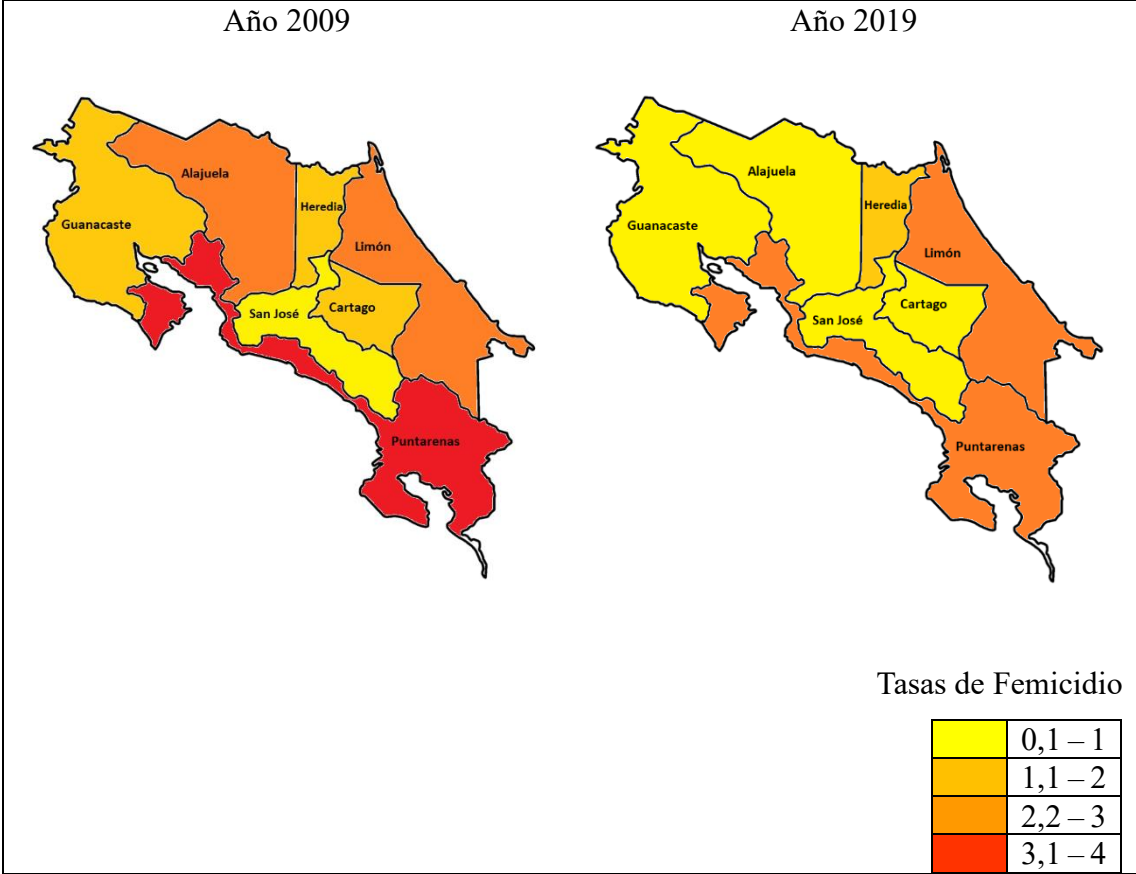 Año 2009
Año 2019
Alajuela
Heredia
Guanacaste
Limón
San José
Cartago
Puntarenas
Alajuela
Heredia
Guanacaste
Limón
San José
Cartago
Puntarenas
Tasas de Femicidio
0,1 – 1
1,1 – 2
2,2 – 3
3,1 – 4